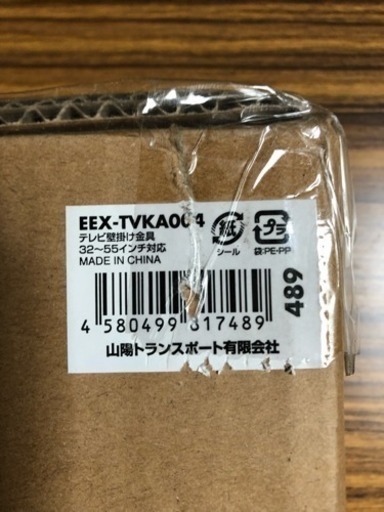 EEX-TVKA004
テレビ壁掛け金具
32～55インチ対応
MADE IN CHINA
紙
シール
プラ
袋:PE·PP
489
4 580499 817489
山陽トランスポート有限会社